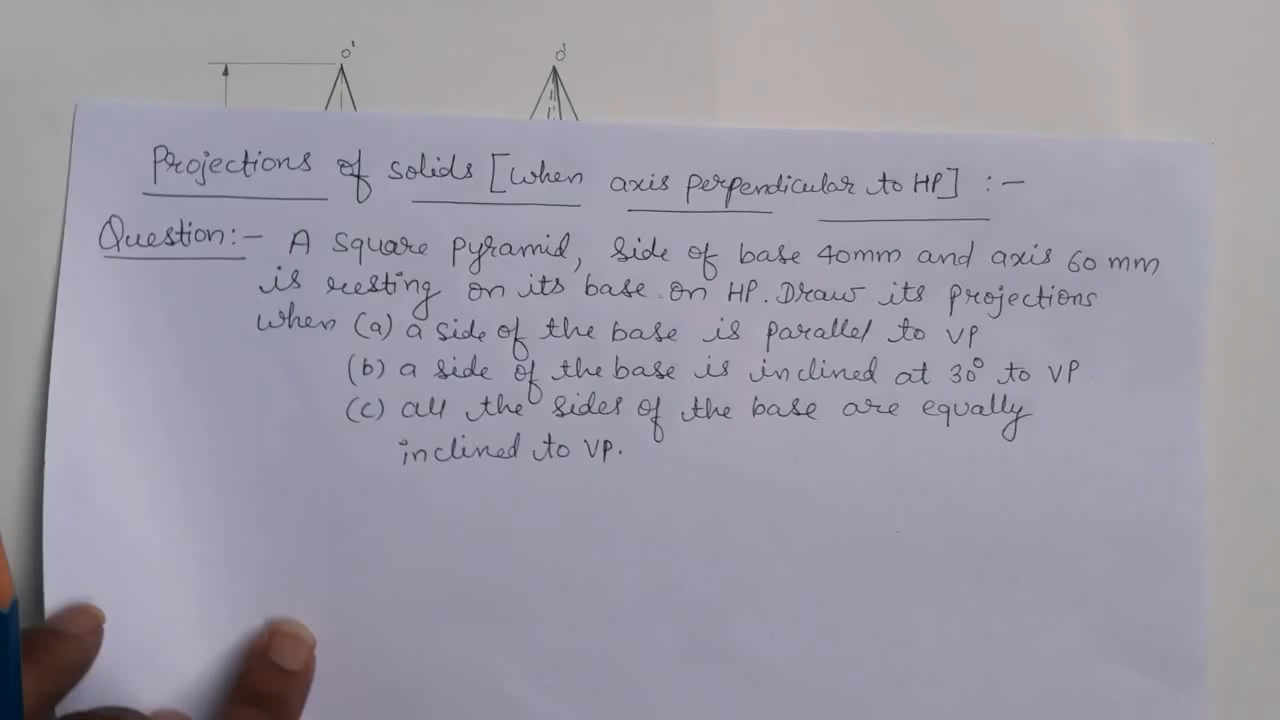 o'
o'
Projections of solids [when axis perpendicular to HP] :-
Question:- A square pyramid, side of base 40mm and axis 60mm
is resting on its base on HP. Draw its projections
when (a) a side of the base is parallel to VP
(b) a side of the base is inclined at 30° to VP
(c) all the sides of the base are equally
inclined to VP.